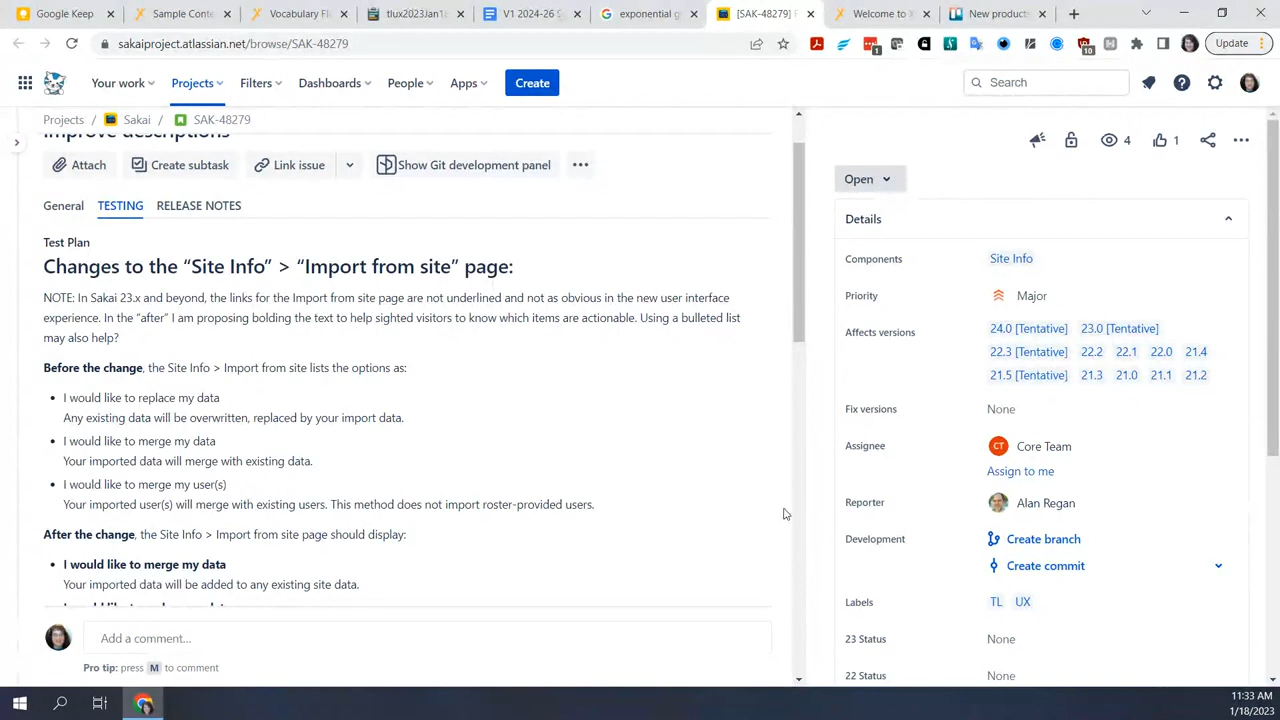 Google Keep
Sample Conte
Vocabulary Fl
tlux2023Jan18
V1 2024-26 S
exponential g
[SAK-48279] F
Welcome to X
New products
sakaiproject.atlassian.net/browse/SAK-48279
1
10
Update
Your work
Projects
Filters
Dashboards
People
Apps
Create
Search
Projects / Sakai / SAK-48279
improve descriptions
Attach
Create subtask
Link issue
Show Git development panel
4
1
General
TESTING
RELEASE NOTES
Test Plan
Changes to the “Site Info” > “Import from site” page:
NOTE: In Sakai 23.x and beyond, the links for the Import from site page are not underlined and not as obvious in the new user interface
experience. In the “after” I am proposing bolding the text to help sighted visitors to know which items are actionable. Using a bulleted list
may also help?
Before the change, the Site Info > Import from site lists the options as:
• I would like to replace my data
Any existing data will be overwritten, replaced by your import data.
• I would like to merge my data
Your imported data will merge with existing data.
• I would like to merge my user(s)
Your imported user(s) will merge with existing users. This method does not import roster-provided users.
After the change, the Site Info > Import from site page should display:
• I would like to merge my data
Your imported data will be added to any existing site data.
Add a comment...
Pro tip: press M to comment
Open
Details
Components
Site Info
Priority
Major
Affects versions
24.0 [Tentative] 23.0 [Tentative]
22.3 [Tentative] 22.2 22.1 22.0 21.4
21.5 [Tentative] 21.3 21.0 21.1 21.2
Fix versions
None
Assignee
CT
Core Team
Assign to me
Reporter
Alan Regan
Development
Create branch
Create commit
Labels
TL UX
23 Status
None
22 Status
None
11:33 AM
1/18/2023